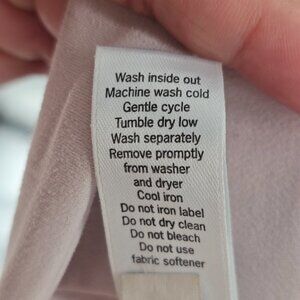 Wash inside out
Machine wash cold
Gentle cycle
Tumble dry low
Wash separately
Remove promptly
from washer
and dryer
Cool iron
Do not iron label
Do not dry clean
Do not bleach
Do not use
fabric softener